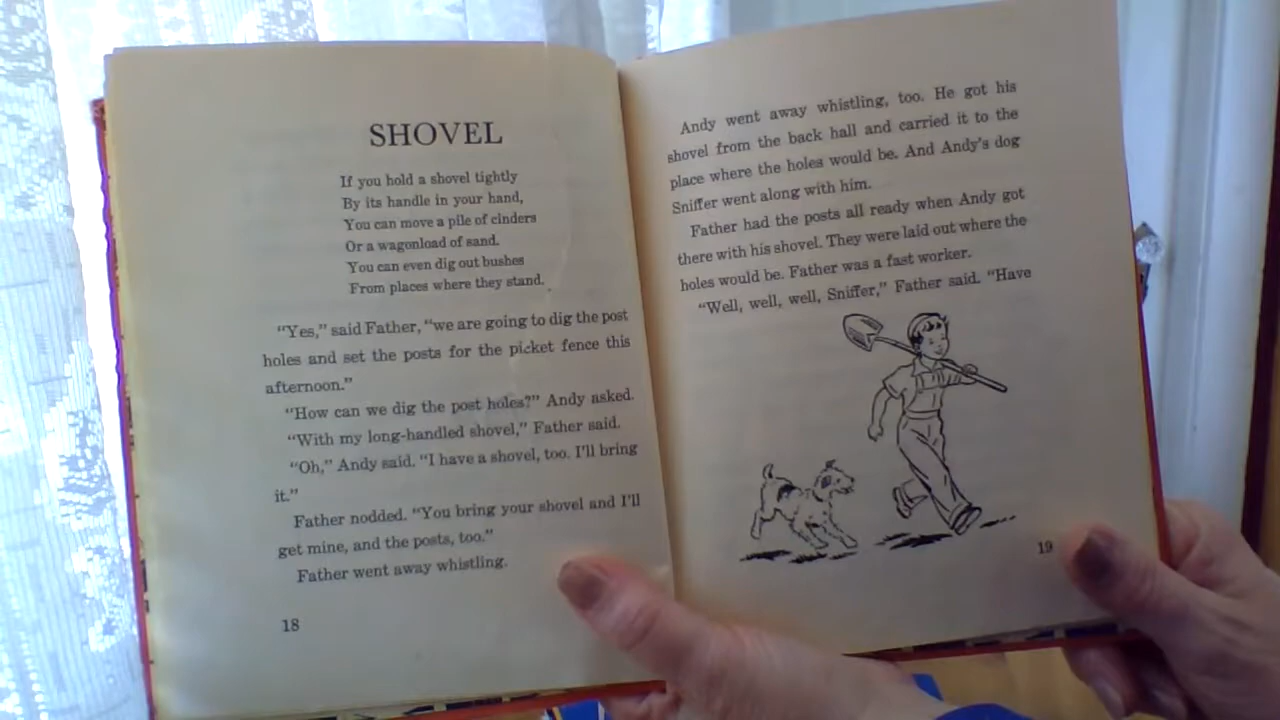 SHOVEL
If you hold a shovel tightly
By its handle in your hand,
You can move a pile of cinders
Or a wagonload of sand.
You can even dig out bushes
From places where they stand.
“Yes,” said Father, “we are going to dig the post
holes and set the posts for the picket fence this
afternoon.”
“How can we dig the post holes?” Andy asked.
“With my long-handled shovel,” Father said.
“Oh,” Andy said. “I have a shovel, too. I’ll bring
it.”
Father nodded. “You bring your shovel and I’ll
get mine, and the posts, too.”
Father went away whistling.
18
Andy went away whistling, too. He got his
shovel from the back hall and carried it to the
place where the holes would be. And Andy’s dog
Sniffer went along with him.
Father had the posts all ready when Andy got
there with his shovel. They were laid out where the
holes would be. Father was a fast worker.
“Well, well, well, Sniffer,” Father said. “Have
19